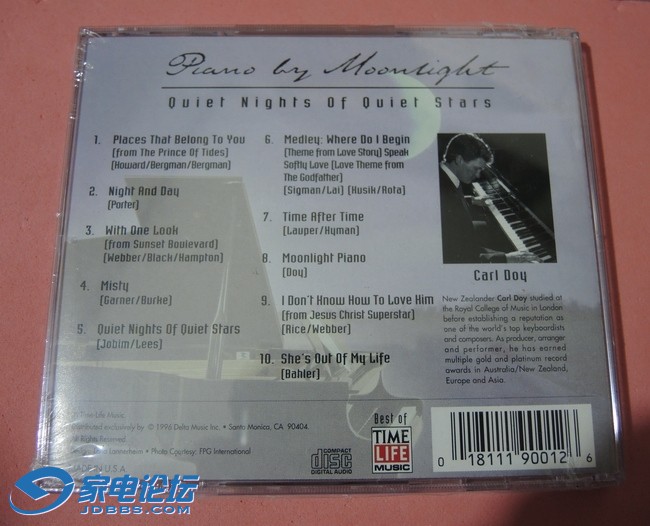 Piano by Moonlight
Quiet Nights Of Quiet Stars
1. Places That Belong To You
(from The Prince Of Tides)
(Howard/Bergman/Bergman)
2. Night And Day
(Porter)
3. With One Look
(from Sunset Boulevard)
(Webber/Black/Hampton)
4. Misty
(Garner/Burke)
5. Quiet Nights Of Quiet Stars
(Jobim/Lees)
6. Medley: Where Do I Begin
(Theme from Love Story) Speak
Softly Love (Love Theme from
The Godfather)
(Sigman/Lai) (Kusik/Rota)
7. Time After Time
(Lauper/Hyman)
8. Moonlight Piano
(Doy)
9. I Don't Know How To Love Him
(from Jesus Christ Superstar)
(Rice/Webber)
10. She's Out Of My Life
(Bahler)
Carl Doy
New Zealander Carl Doy studied at
the Royal College of Music in London
before establishing a reputation as
one of the world's top keyboardists
and composers. As producer, arranger
and performer, he has earned
multiple gold and platinum record
awards in Australia/New Zealand,
Europe and Asia.
Time-Life Music.
exclusively by © 1996 Delta Music Inc. • Santa Monica, CA 90404.
Rights Reserved.
• Photo Courtesy: FPG International
MADE IN U.S.A.
COMPACT
disc
DIGITAL AUDIO
Best of
TIME
LIFE
MUSIC
0 18111 90012 6
家电论坛
JDBBS.COM